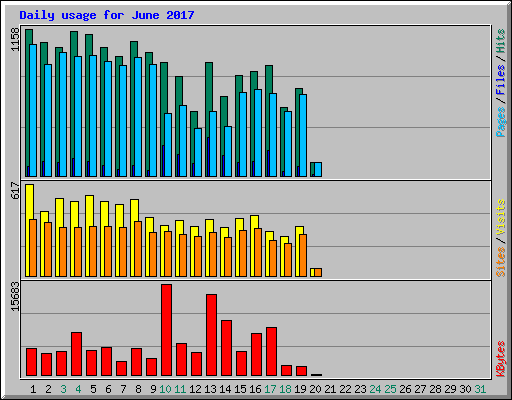 Daily usage for June 2017
1158
Pages/Files/Hits
617
Sites/Visits
15683
KBytes
1 2 3 4 5 6 7 8 9 10 11 12 13 14 15 16 17 18 19 20 21 22 23 24 25 26 27 28 29 30 31